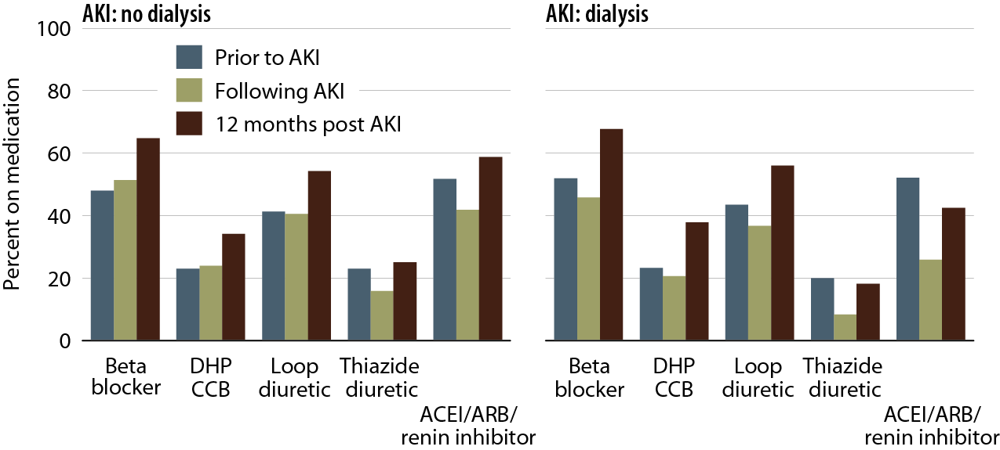 AKI: no dialysis
AKI: dialysis
Percent on medication
100
80
60
40
20
0
Prior to AKI
Following AKI
12 months post AKI
Beta
blocker
DHP
CCB
Loop
diuretic
Thiazide
diuretic
ACEI/ARB/
renin inhibitor
Beta
blocker
DHP
CCB
Loop
diuretic
Thiazide
diuretic
ACEI/ARB/
renin inhibitor